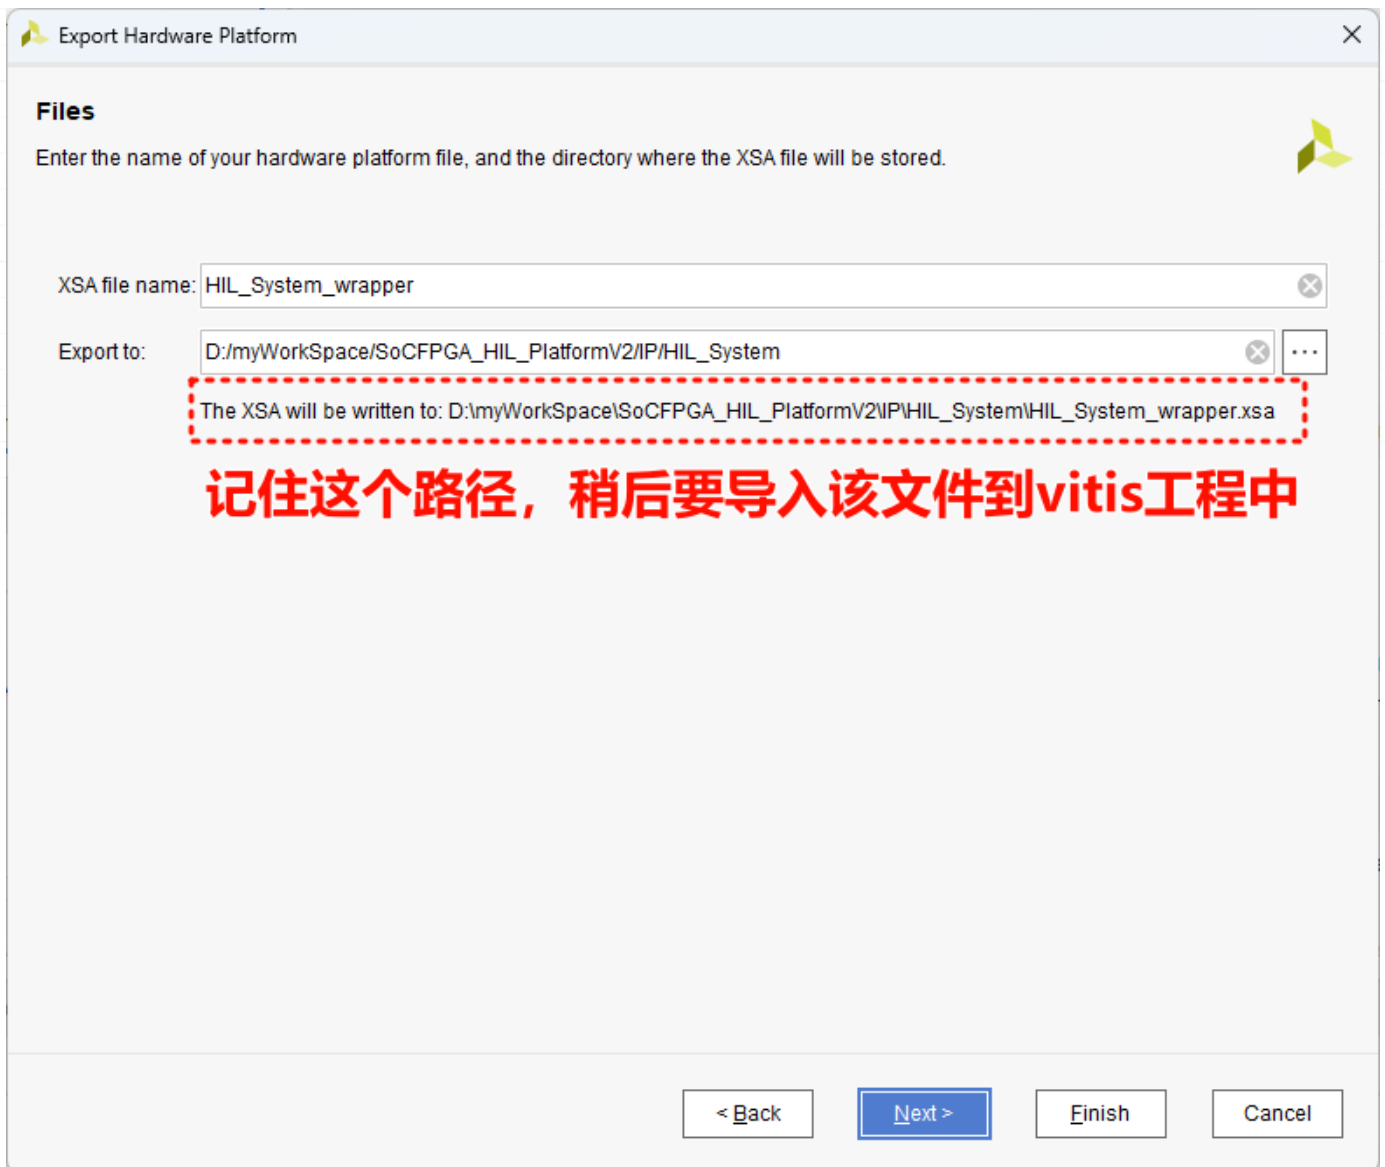 Export Hardware Platform
Files
Enter the name of your hardware platform file, and the directory where the XSA file will be stored.
XSA file name: HIL_System_wrapper
Export to: D:/myWorkSpace/SoCFPGA_HIL_PlatformV2/IP/HIL_System ...
The XSA will be written to: D:\myWorkSpace\SoCFPGA_HIL_PlatformV2\IP\HIL_System\HIL_System_wrapper.xsa
记住这个路径，稍后要导入该文件到vitis工程中
< Back Next > Finish Cancel